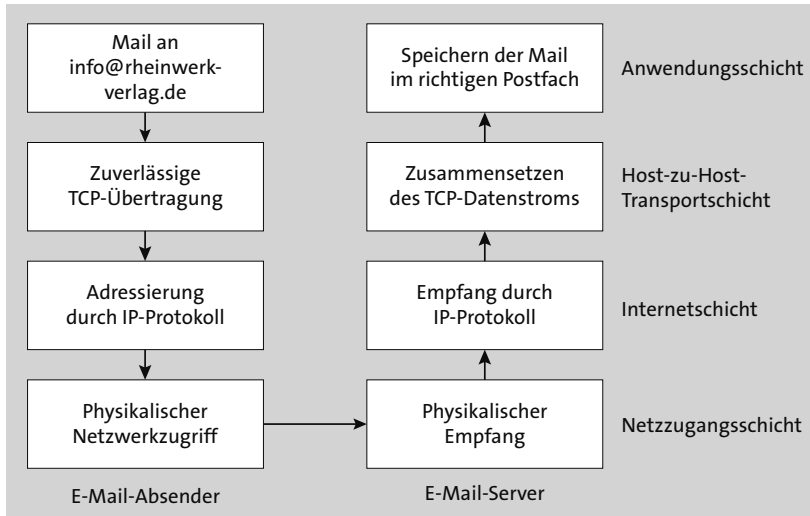 Mail an
info@rheinwerk-
verlag.de
Speichern der Mail
im richtigen Postfach
Anwendungsschicht
Zuverlässige
TCP-Übertragung
Zusammensetzen
des TCP-Datenstroms
Host-zu-Host-
Transportschicht
Adressierung
durch IP-Protokoll
Empfang durch
IP-Protokoll
Internetschicht
Physikalischer
Netzwerkzugriff
Physikalischer
Empfang
Netzzugangsschicht
E-Mail-Absender
E-Mail-Server